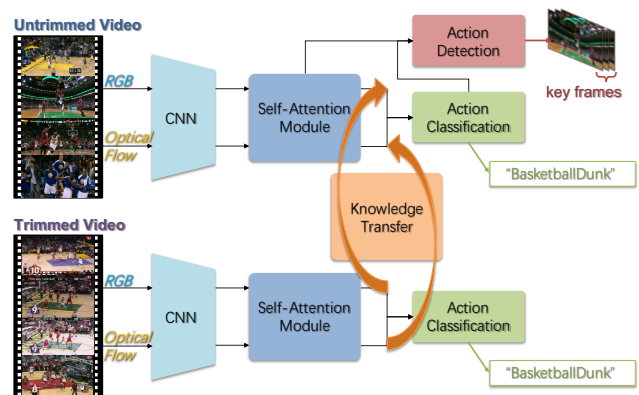 Untrimmed Video
RGB
Optical
Flow
CNN
Self-Attention
Module
Action
Detection
key frames
Action
Classification
“BasketballDunk”
Knowledge
Transfer
Trimmed Video
RGB
Optical
Flow
CNN
Self-Attention
Module
Action
Classification
“BasketballDunk”